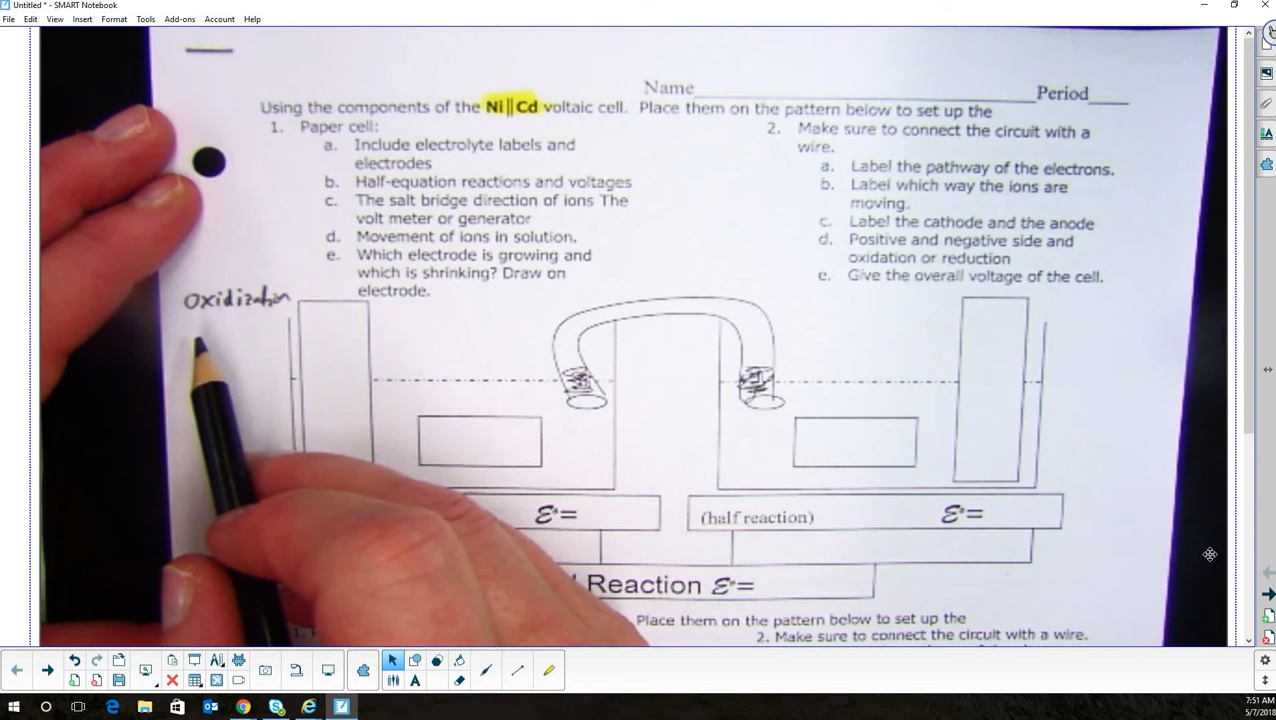 Untitled * - SMART Notebook
File Edit View Insert Format Tools Add-ons Account Help
Name Period
Using the components of the Ni||Cd voltaic cell. Place them on the pattern below to set up the
1. Paper cell:
a. Include electrolyte labels and
electrodes
b. Half-equation reactions and voltages
c. The salt bridge direction of ions The
volt meter or generator
d. Movement of ions in solution.
e. Which electrode is growing and
which is shrinking? Draw on
electrode.
2. Make sure to connect the circuit with a
wire.
a. Label the pathway of the electrons.
b. Label which way the ions are
moving.
c. Label the cathode and the anode
d. Positive and negative side and
oxidation or reduction
e. Give the overall voltage of the cell.
Oxidization
ℰ°=
(half reaction) ℰ°=
Reaction ℰ°=
Place them on the pattern below to set up the
1.
2. Make sure to connect the circuit with a wire.
7:51 AM
5/7/2018